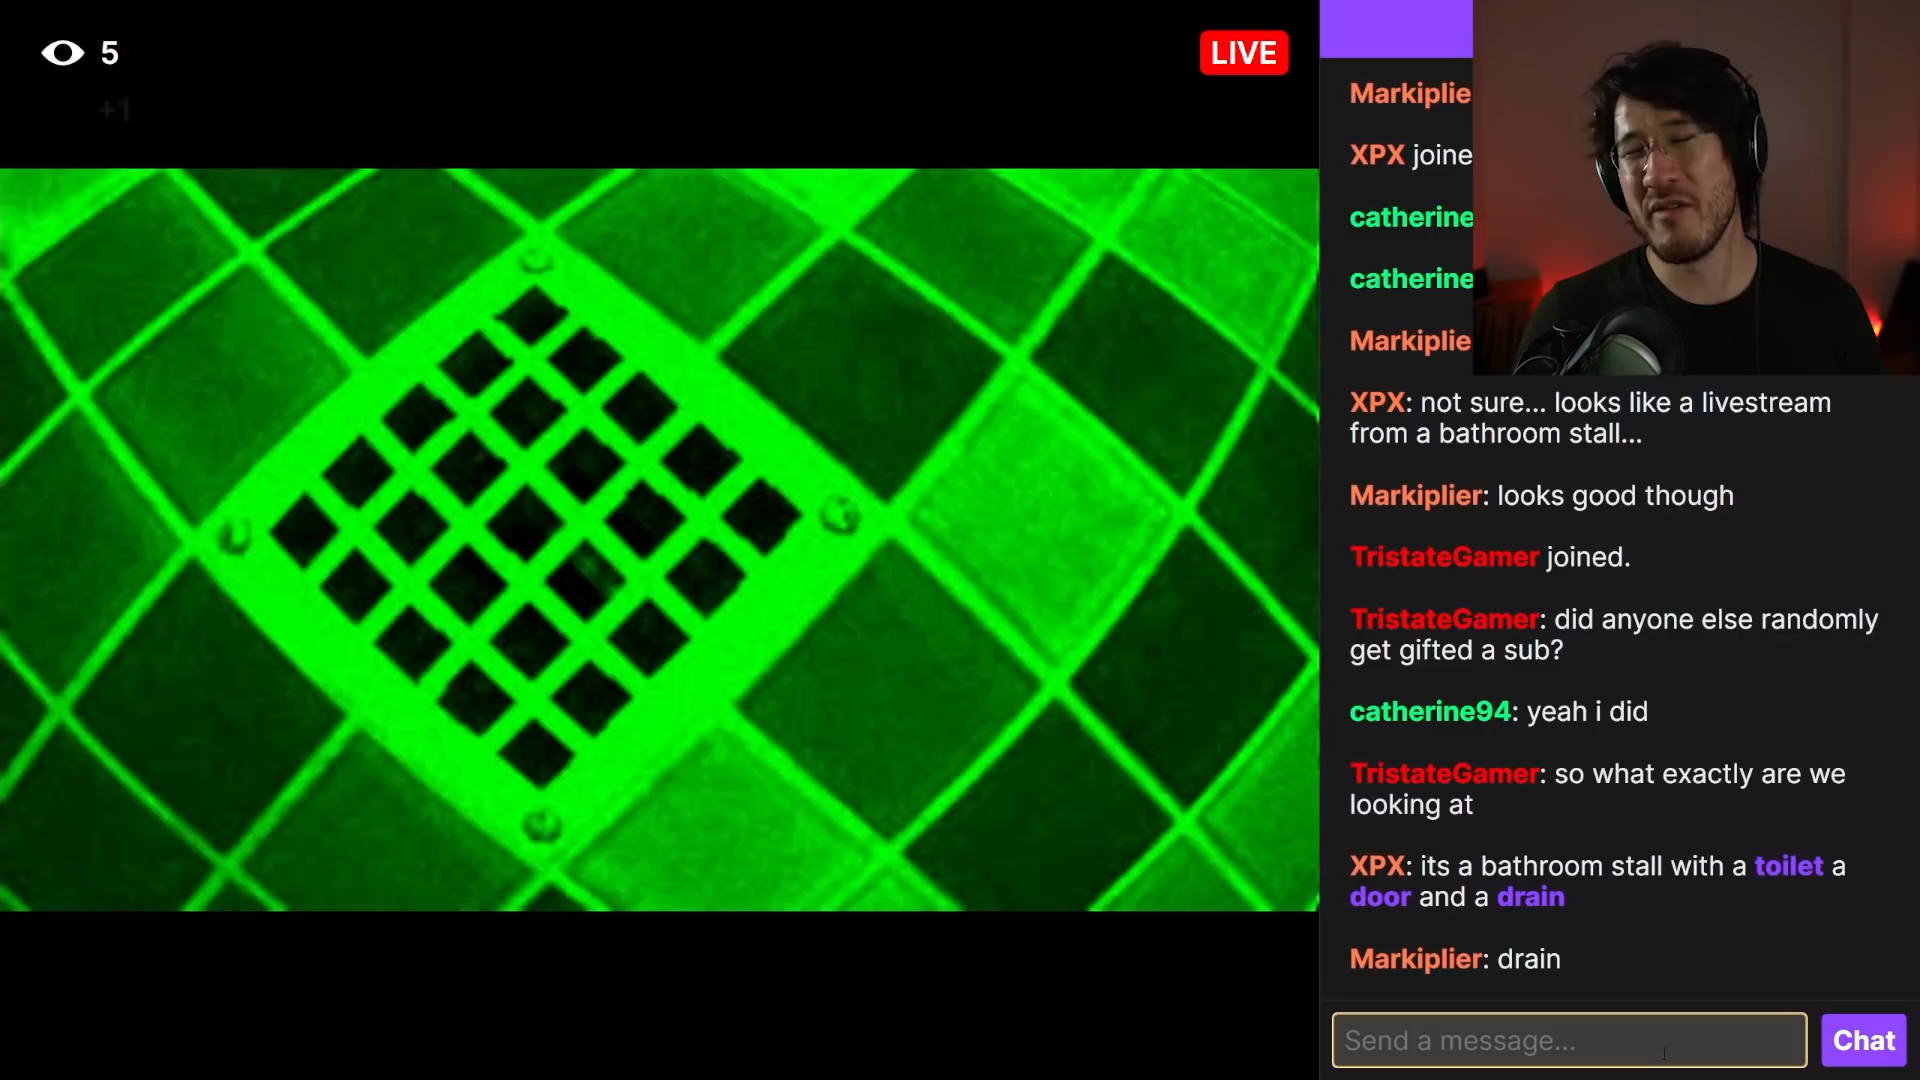 5
LIVE
+1
Markiplie
XPX joine
catherine
catherine
Markiplie
XPX: not sure... looks like a livestream
from a bathroom stall...
Markiplier: looks good though
TristateGamer joined.
TristateGamer: did anyone else randomly
get gifted a sub?
catherine94: yeah i did
TristateGamer: so what exactly are we
looking at
XPX: its a bathroom stall with a toilet a
door and a drain
Markiplier: drain
Send a message...
Chat